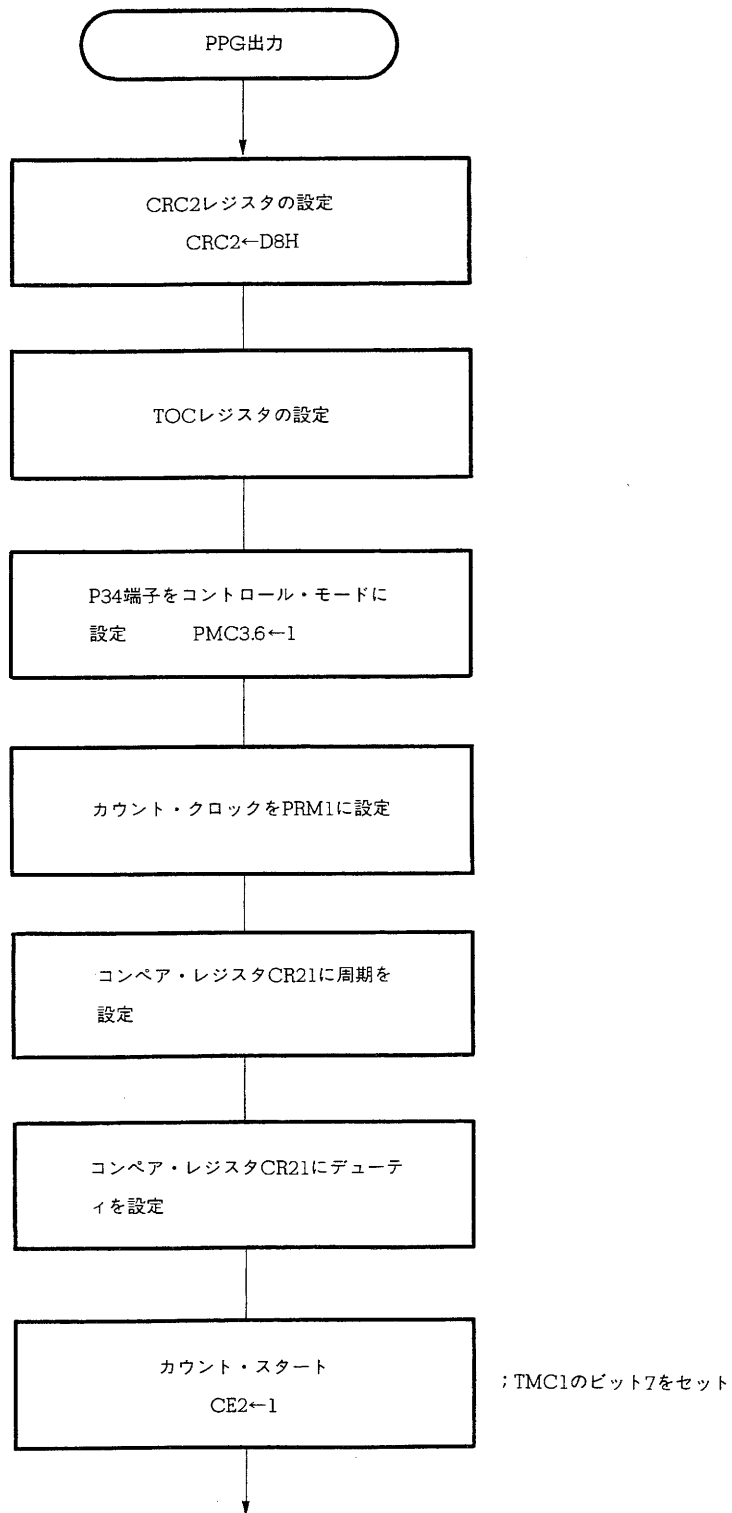 PPG出力
CRC2レジスタの設定
CRC2←D8H
TOCレジスタの設定
P34端子をコントロール・モードに
設定 PMC3.6←1
カウント・クロックをPRM1に設定
コンペア・レジスタCR21に周期を
設定
コンペア・レジスタCR21にデューテ
ィを設定
カウント・スタート
CE2←1
;TMC1のビット7をセット